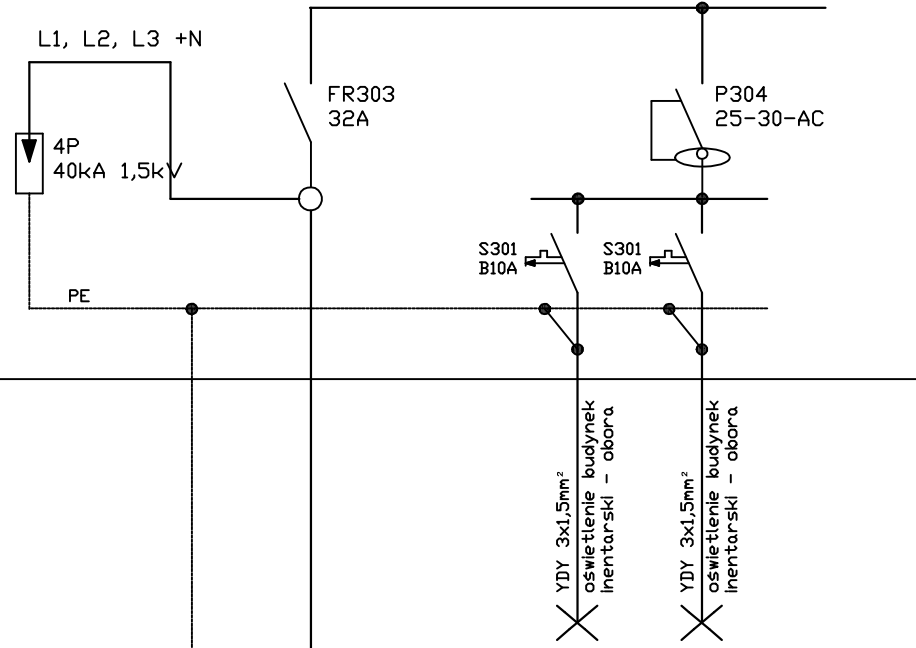 L1, L2, L3 +N
FR303
32A
P304
25-30-AC
4P
40kA 1,5kV
S301
B10A
S301
B10A
PE
YDY 3x1,5mm²
oświetlenie budynek
inentarski - obora
YDY 3x1,5mm²
oświetlenie budynek
inentarski - obora